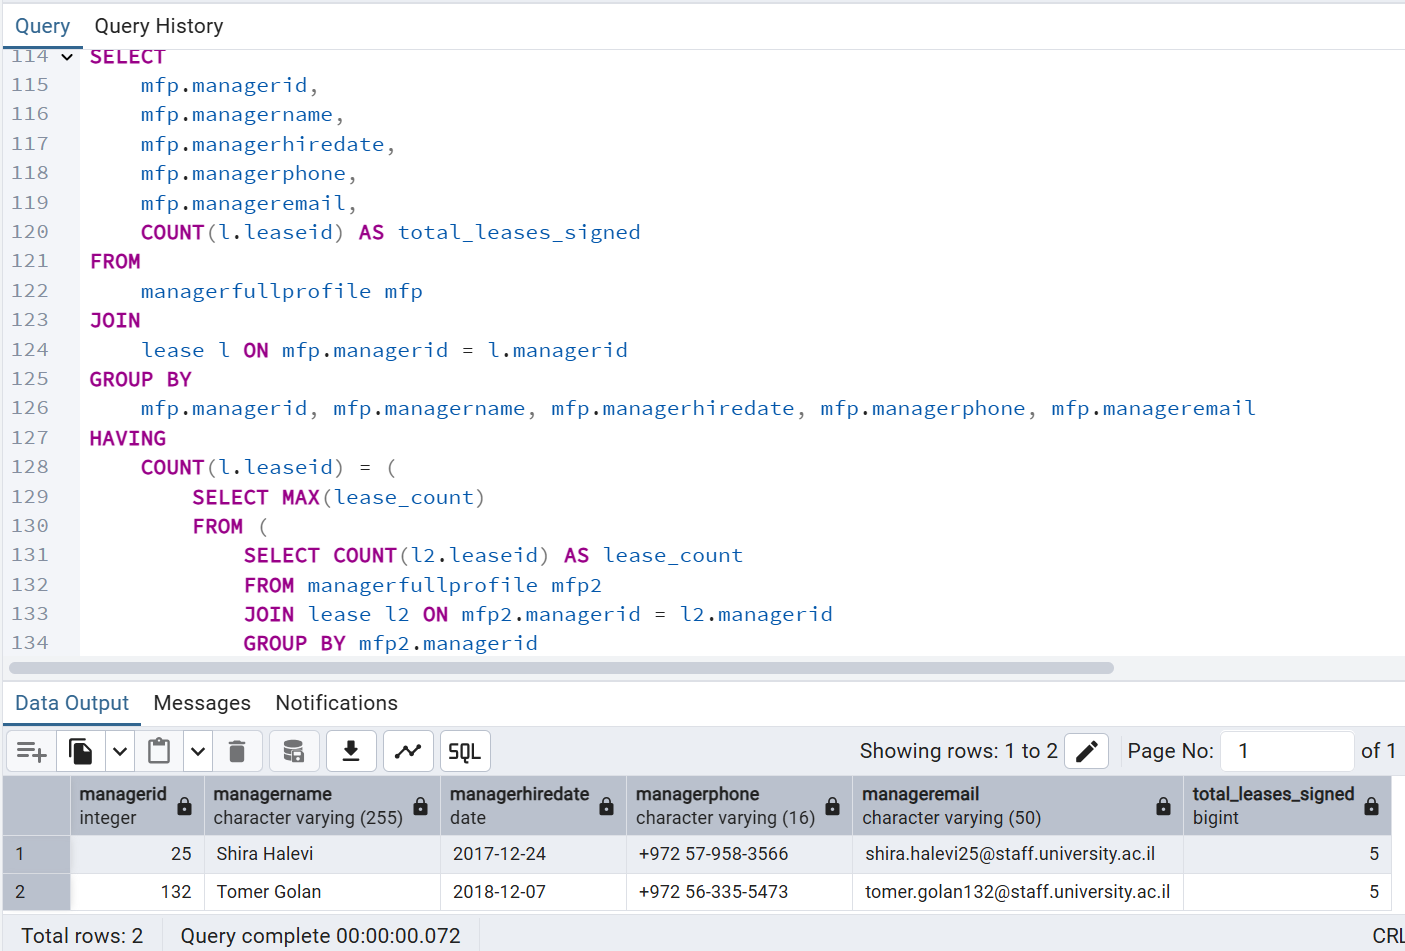 Query Query History
114 SELECT
115 mfp.managerid,
116 mfp.managername,
117 mfp.managerhiredate,
118 mfp.managerphone,
119 mfp.manageremail,
120 COUNT(l.leaseid) AS total_leases_signed
121 FROM
122 managerfullprofile mfp
123 JOIN
124 lease l ON mfp.managerid = l.managerid
125 GROUP BY
126 mfp.managerid, mfp.managername, mfp.managerhiredate, mfp.managerphone, mfp.manageremail
127 HAVING
128 COUNT(l.leaseid) = (
129 SELECT MAX(lease_count)
130 FROM (
131 SELECT COUNT(l2.leaseid) AS lease_count
132 FROM managerfullprofile mfp2
133 JOIN lease l2 ON mfp2.managerid = l2.managerid
134 GROUP BY mfp2.managerid
Data Output Messages Notifications
SQL Showing rows: 1 to 2 Page No: 1 of 1
managerid managername managerhiredate managerphone manageremail total_leases_signed
integer character varying (255) date character varying (16) character varying (50) bigint
1 25 Shira Halevi 2017-12-24 +972 57-958-3566 shira.halevi25@staff.university.ac.il 5
2 132 Tomer Golan 2018-12-07 +972 56-335-5473 tomer.golan132@staff.university.ac.il 5
Total rows: 2 Query complete 00:00:00.072 CRL